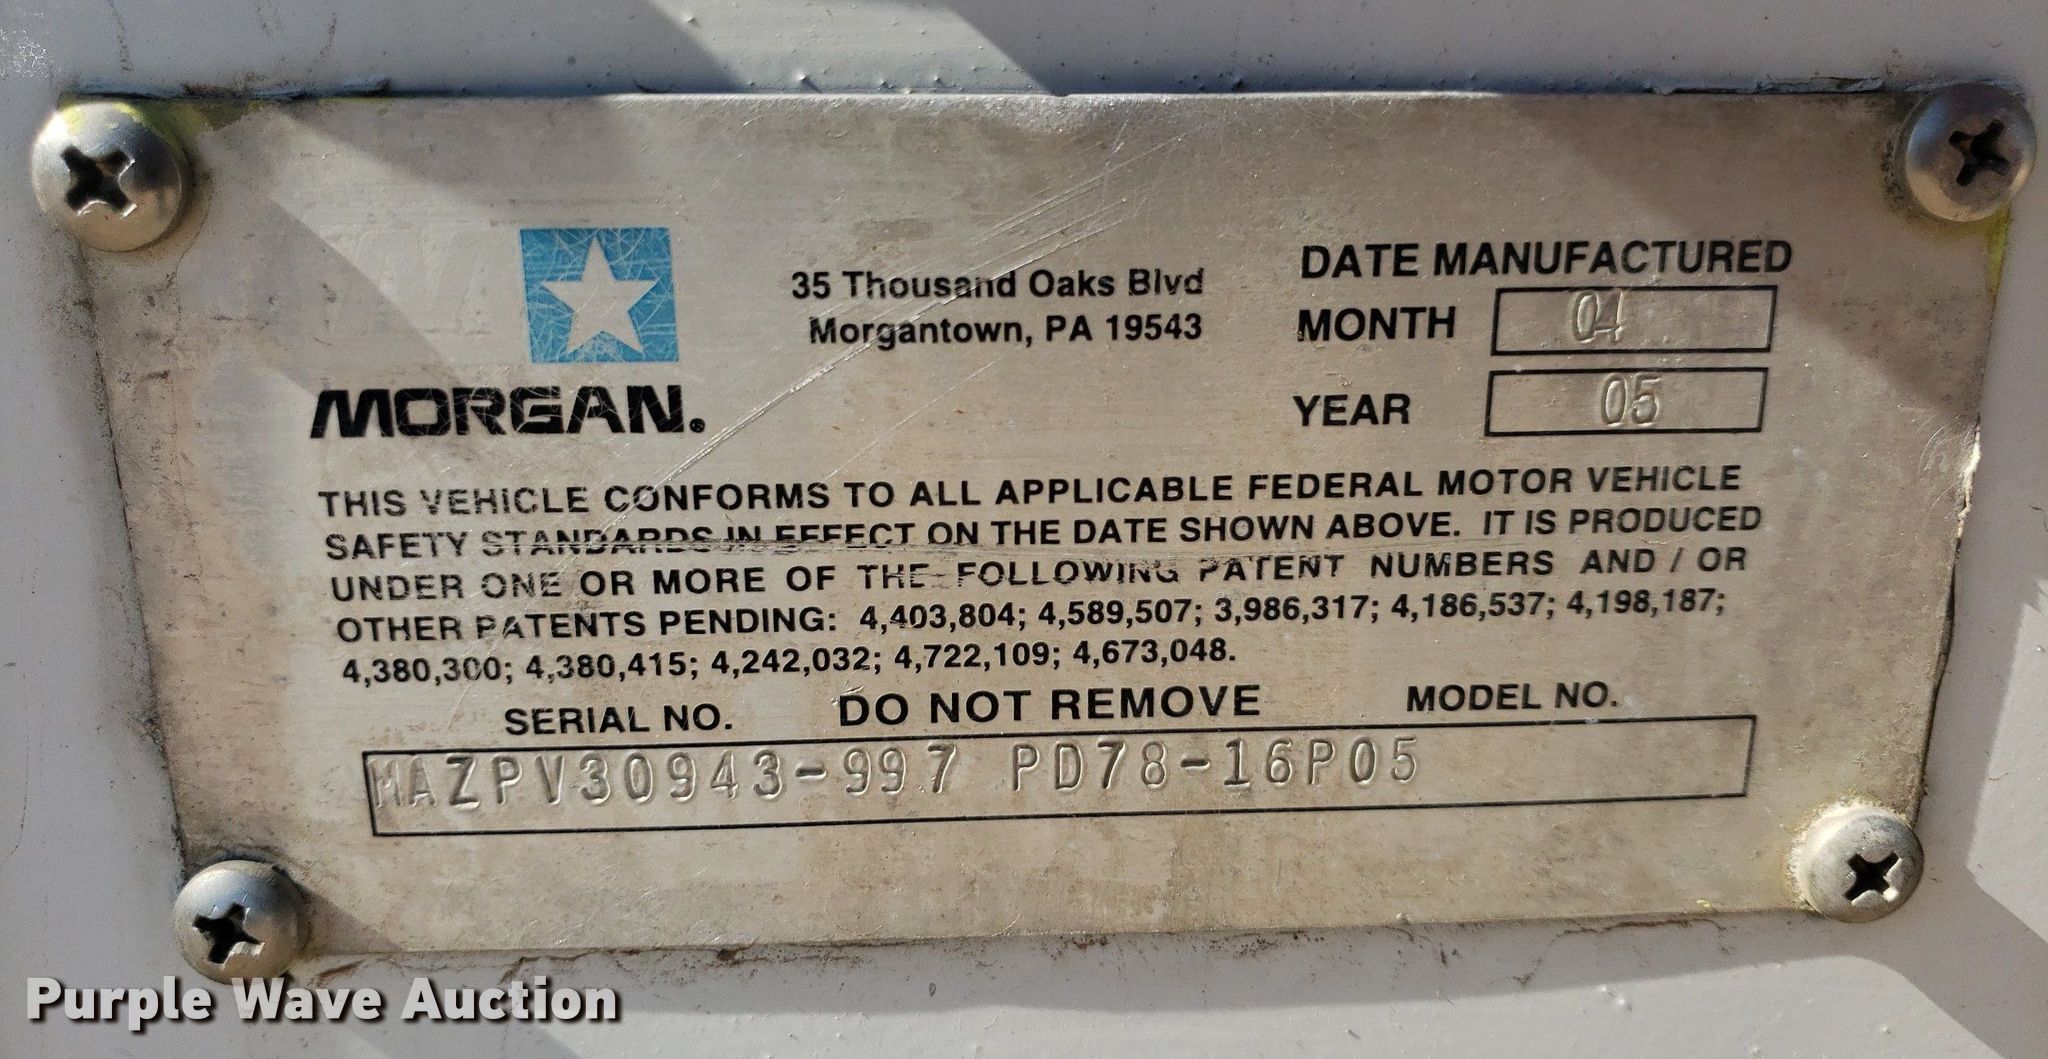 MORGAN®
35 Thousand Oaks Blvd
Morgantown, PA 19543
DATE MANUFACTURED
MONTH 04
YEAR 05
THIS VEHICLE CONFORMS TO ALL APPLICABLE FEDERAL MOTOR VEHICLE
SAFETY STANDARDS IN EFFECT ON THE DATE SHOWN ABOVE. IT IS PRODUCED
UNDER ONE OR MORE OF THE FOLLOWING PATENT NUMBERS AND / OR
OTHER PATENTS PENDING: 4,403,804; 4,589,507; 3,986,317; 4,186,537; 4,198,187;
4,380,300; 4,380,415; 4,242,032; 4,722,109; 4,673,048.
SERIAL NO. DO NOT REMOVE MODEL NO.
MAZPV30943-997 PD78-16P05
Purple Wave Auction